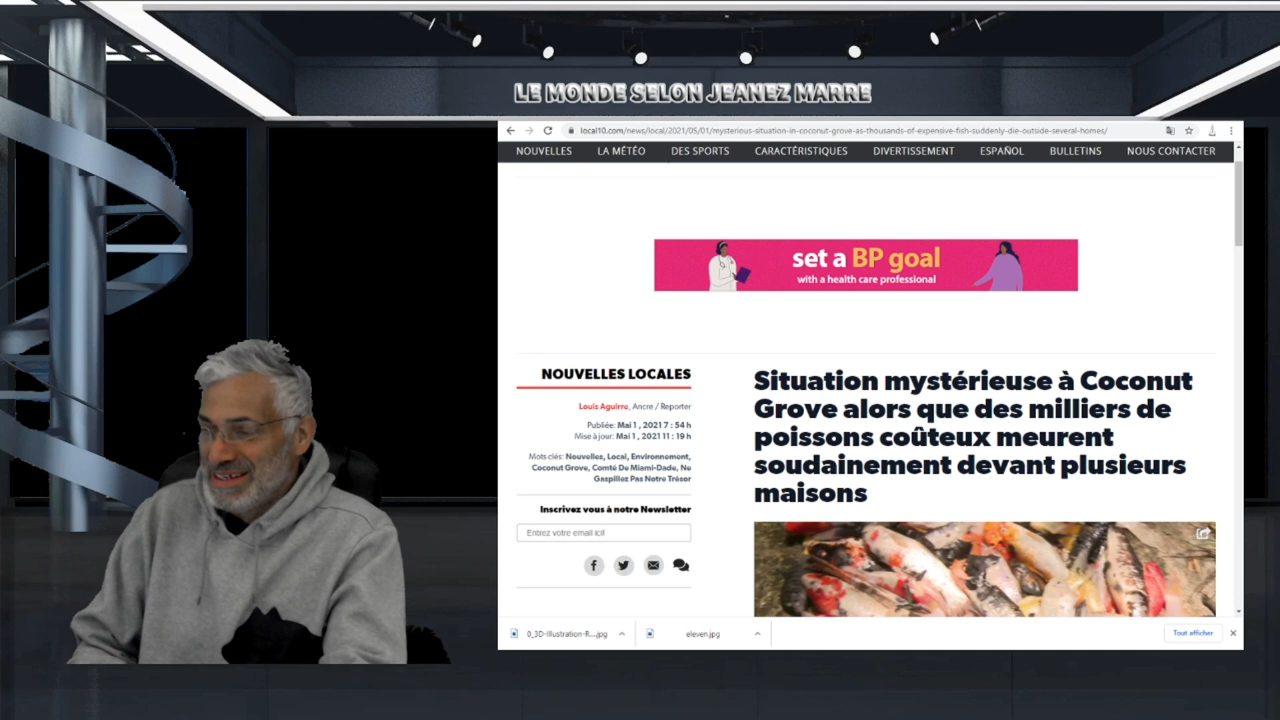 LE MONDE SELON JEANEZ MARRE
local10.com/news/local/2021/05/01/mysterious-situation-in-coconut-grove-as-thousands-of-expensive-fish-suddenly-die-outside-several-homes/
NOUVELLES LA MÉTÉO DES SPORTS CARACTÉRISTIQUES DIVERTISSEMENT ESPAÑOL BULLETINS NOUS CONTACTER
set a BP goal
with a health care professional
NOUVELLES LOCALES
Louis Aguirre, Ancre / Reporter
Publiée: Mai 1 , 2021 7 : 54 h
Mise à jour: Mai 1 , 2021 11 : 19 h
Mots clés: Nouvelles, Local, Environnement,
Coconut Grove, Comté De Miami-Dade, Ne
Gaspillez Pas Notre Trésor
Inscrivez vous à notre Newsletter
Entrez votre email ici!
Situation mystérieuse à Coconut
Grove alors que des milliers de
poissons coûteux meurent
soudainement devant plusieurs
maisons
0_3D-Illustration-R...jpg
eleven.jpg
Tout afficher